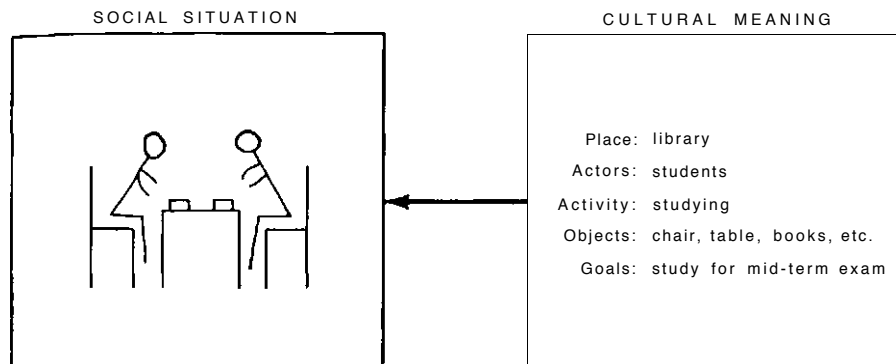 SOCIAL SITUATION
CULTURAL MEANING
Place: library
Actors: students
Activity: studying
Objects: chair, table, books, etc.
Goals: study for mid-term exam